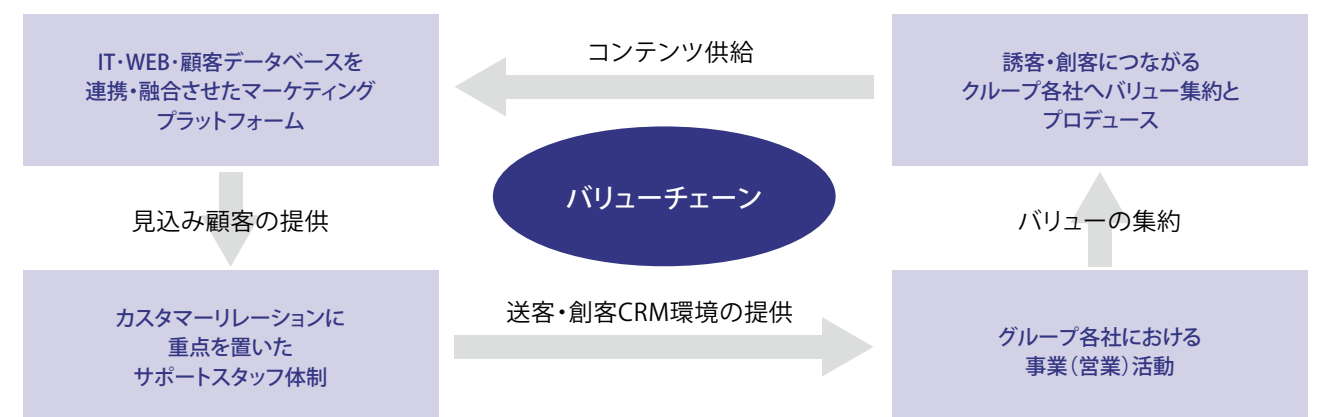 IT・WEB・顧客データベースを
連携・融合させたマーケティング
プラットフォーム
コンテンツ供給
誘客・創客につながる
クループ各社へバリュー集約と
プロデュース
バリューチェーン
見込み顧客の提供
バリューの集約
カスタマーリレーションに
重点を置いた
サポートスタッフ体制
送客・創客CRM環境の提供
グループ各社における
事業(営業)活動